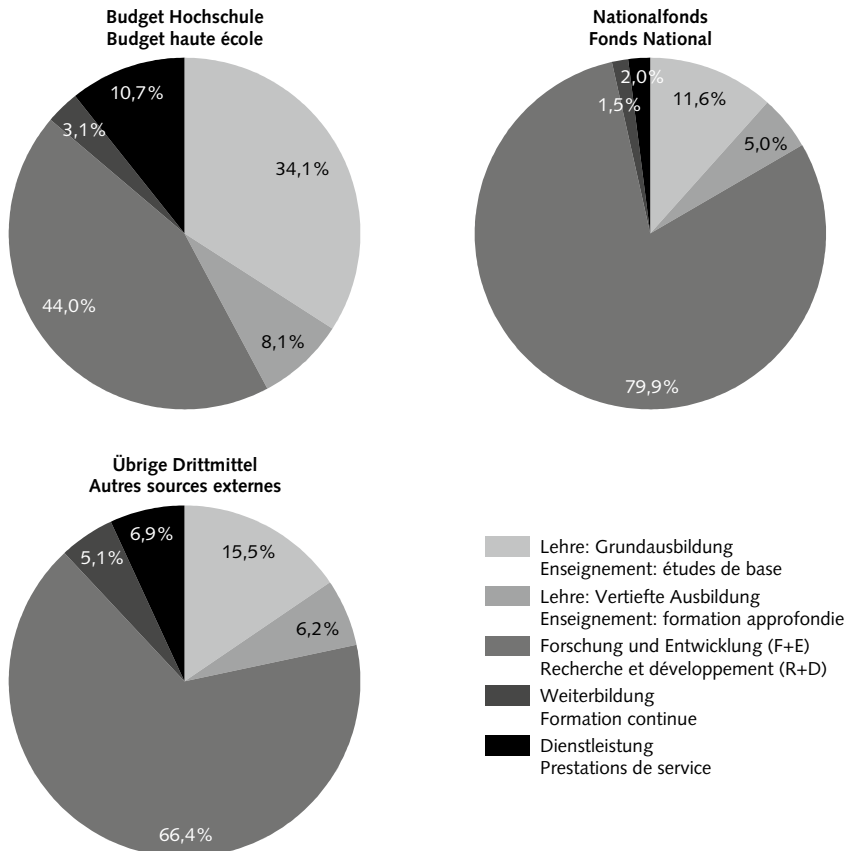 Budget Hochschule
Budget haute école
10,7%
3,1%
34,1%
44,0%
8,1%
Nationalfonds
Fonds National
2,0%
1,5%
11,6%
5,0%
79,9%
Übrige Drittmittel
Autres sources externes
6,9%
5,1%
15,5%
6,2%
66,4%
Lehre: Grundausbildung
Enseignement: études de base
Lehre: Vertiefte Ausbildung
Enseignement: formation approfondie
Forschung und Entwicklung (F+E)
Recherche et développement (R+D)
Weiterbildung
Formation continue
Dienstleistung
Prestations de service